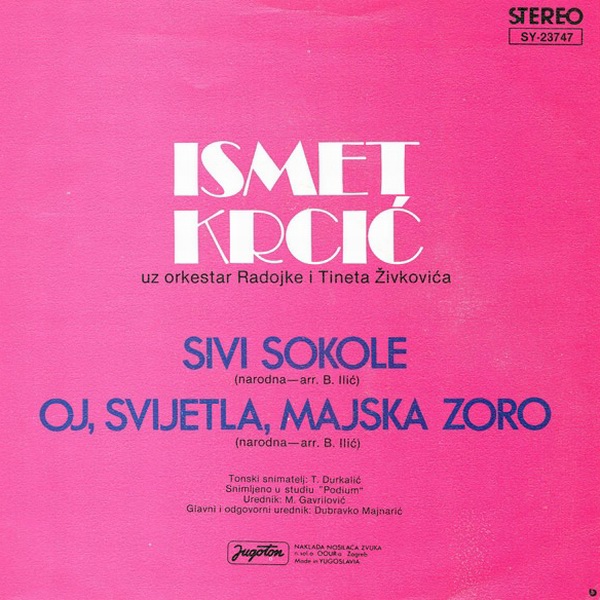 STEREO
SY-23747
ISMET
KRCIĆ
uz orkestar Radojke i Tineta Živkovića
SIVI SOKOLE
(narodna—arr. B. Ilić)
OJ, SVIJETLA, MAJSKA ZORO
(narodna—arr. B. Ilić)
Tonski snimatelj: T. Durkalić
Snimljeno u studiu "Podium"
Urednik: M. Gavrilović
Glavni i odgovorni urednik: Dubravko Majnarić
Jugoton
NAKLADA NOSILACA ZVUKA
n.sol.o. OOUR-a Zagreb
Made in YUGOSLAVIA